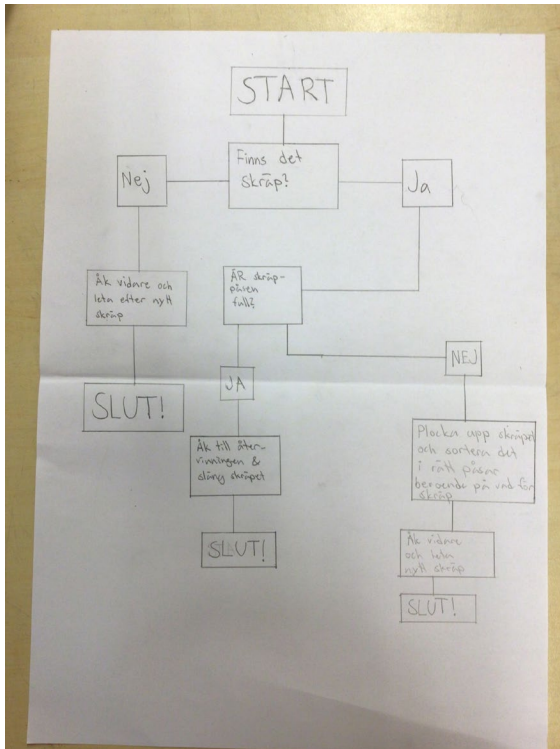 START
Finns det
skräp?
Nej
Ja
Åk vidare och
leta efter nytt
skräp
SLUT!
ÄR skräp-
påsen
full?
JA
Åk till åter-
vinningen &
släng skräpet
SLUT!
NEJ
Plocka upp skräpet
och sortera det
i rätt påsar
beroende på vad för
skräp
Åk vidare
och leta
nytt skräp
SLUT!